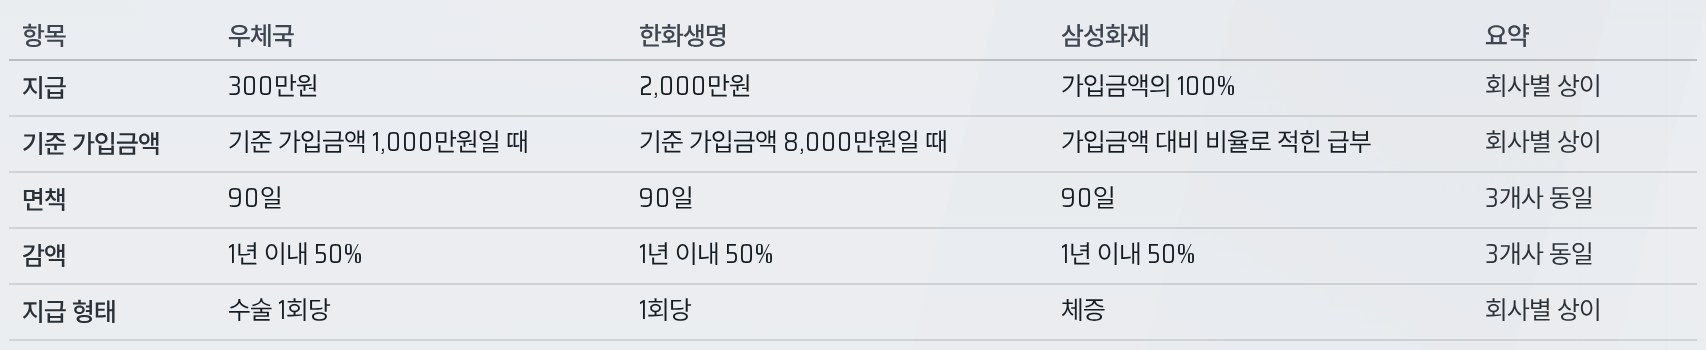 항목 우체국 한화생명 삼성화재 요약
지급 300만원 2,000만원 가입금액의 100% 회사별 상이
기준 가입금액 기준 가입금액 1,000만원일 때 기준 가입금액 8,000만원일 때 가입금액 대비 비율로 적힌 급부 회사별 상이
면책 90일 90일 90일 3개사 동일
감액 1년 이내 50% 1년 이내 50% 1년 이내 50% 3개사 동일
지급 형태 수술 1회당 1회당 체증 회사별 상이